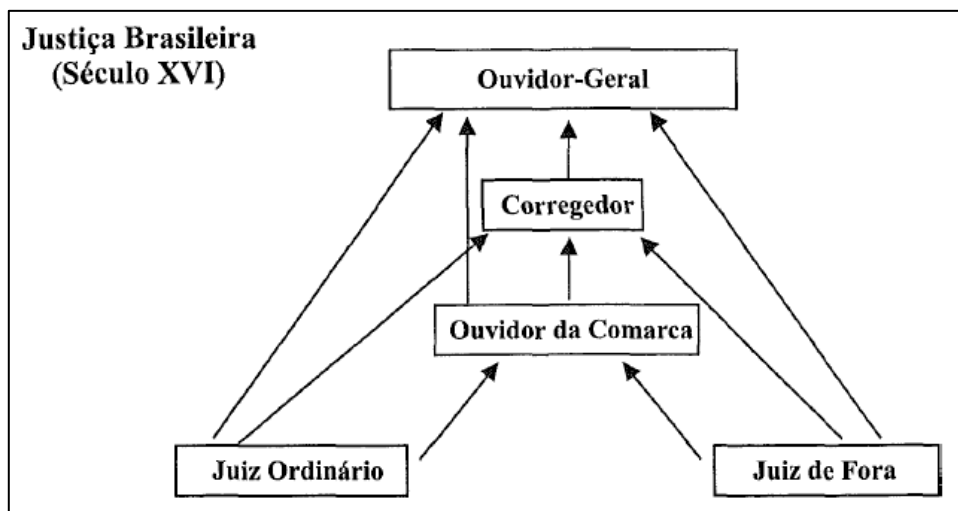 Justiça Brasileira
(Século XVI)
Ouvidor-Geral
Corregedor
Ouvidor da Comarca
Juiz Ordinário
Juiz de Fora